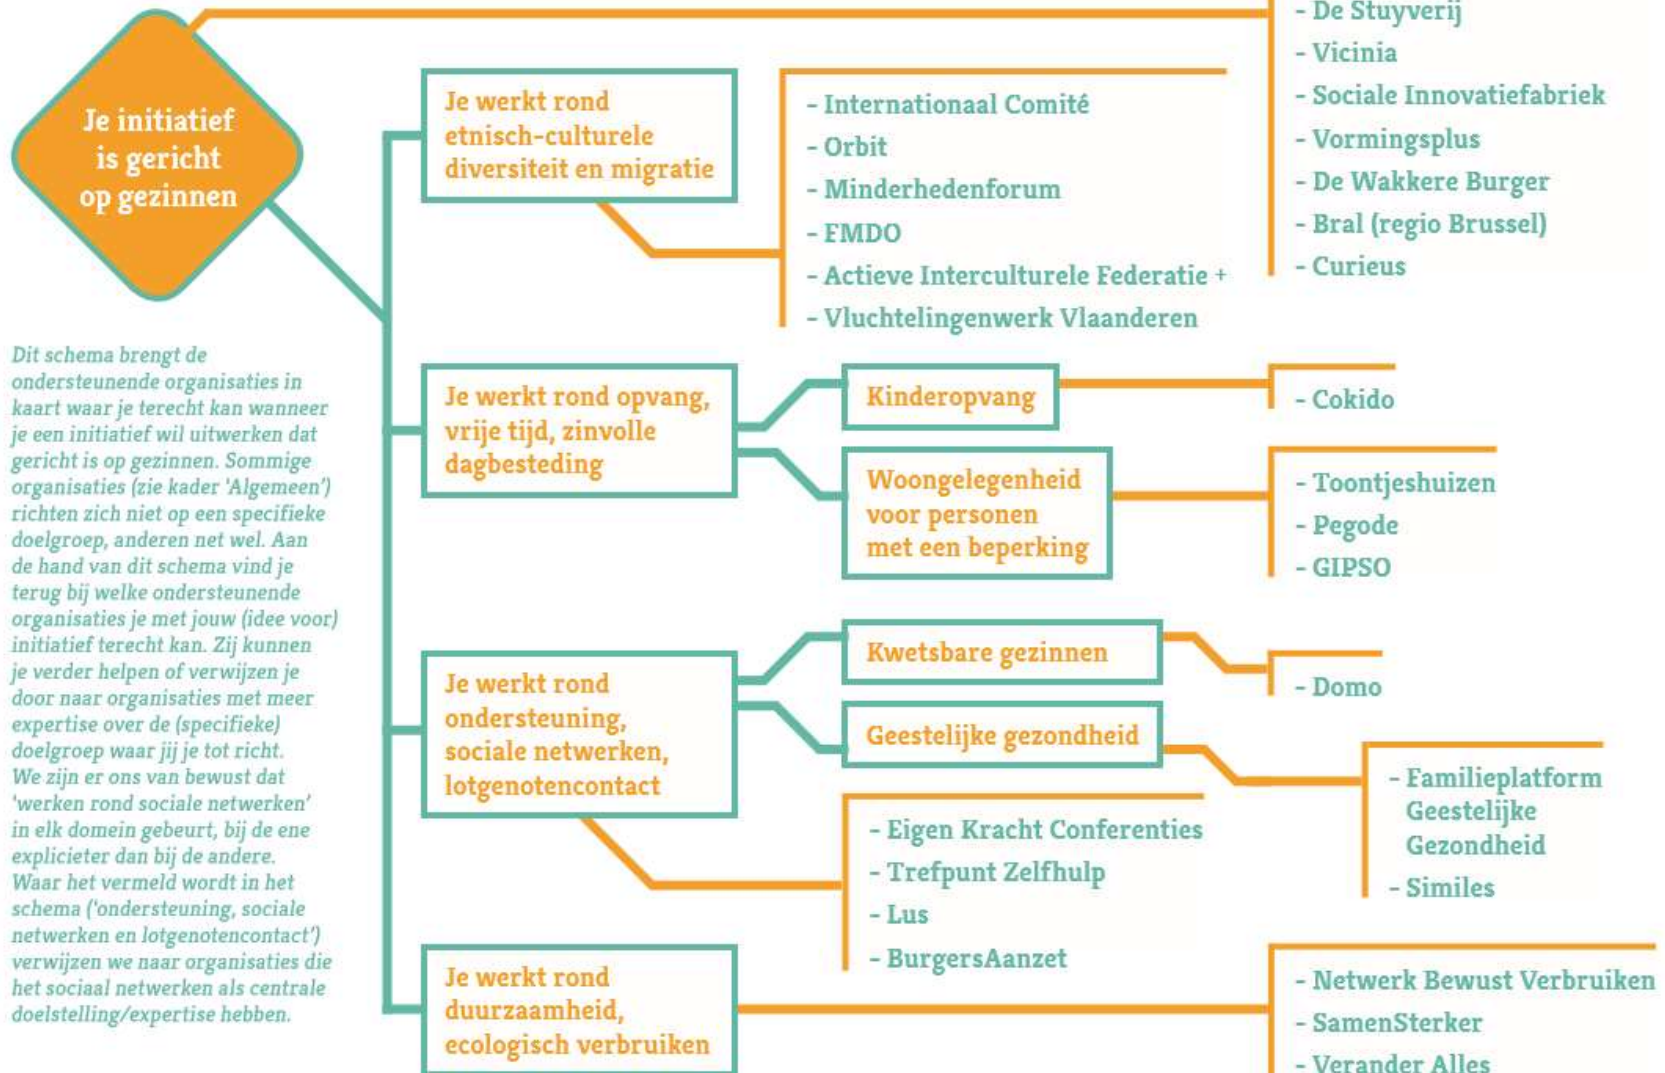 - De Stuyverij
- Vicinia
- Sociale Innovatiefabriek
- Vormingsplus
- De Wakkere Burger
- Bral (regio Brussel)
- Curieus
Je initiatief
is gericht
op gezinnen
Je werkt rond
etnisch-culturele
diversiteit en migratie
- Internationaal Comité
- Orbit
- Minderhedenforum
- FMDO
- Actieve Interculturele Federatie +
- Vluchtelingenwerk Vlaanderen
Dit schema brengt de
ondersteunende organisaties in
kaart waar je terecht kan wanneer
je een initiatief wil uitwerken dat
gericht is op gezinnen. Sommige
organisaties (zie kader 'Algemeen')
richten zich niet op een specifieke
doelgroep, anderen net wel. Aan
de hand van dit schema vind je
terug bij welke ondersteunende
organisaties je met jouw (idee voor)
initiatief terecht kan. Zij kunnen
je verder helpen of verwijzen je
door naar organisaties met meer
expertise over de (specifieke)
doelgroep waar jij je tot richt.
We zijn er ons van bewust dat
'werken rond sociale netwerken'
in elk domein gebeurt, bij de ene
explicieter dan bij de andere.
Waar het vermeld wordt in het
schema ('ondersteuning, sociale
netwerken en lotgenotencontact')
verwijzen we naar organisaties die
het sociaal netwerken als centrale
doelstelling/expertise hebben.
Je werkt rond opvang,
vrije tijd, zinvolle
dagbesteding
Kinderopvang
- Cokido
Woongelegenheid
voor personen
met een beperking
- Toontjeshuizen
- Pegode
- GIPSO
Je werkt rond
ondersteuning,
sociale netwerken,
lotgenotencontact
Kwetsbare gezinnen
- Domo
Geestelijke gezondheid
- Familieplatform
Geestelijke
Gezondheid
- Similes
- Eigen Kracht Conferenties
- Trefpunt Zelfhulp
- Lus
- BurgersAanzet
Je werkt rond
duurzaamheid,
ecologisch verbruiken
- Netwerk Bewust Verbruiken
- SamenSterker
- Verander Alles